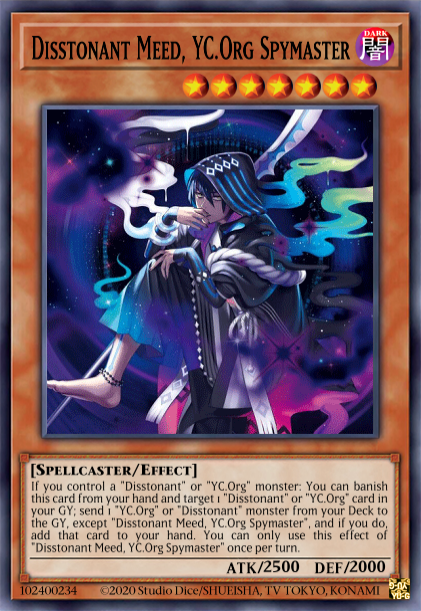 Disstonant Meed, YC.Org Spymaster
DARK
闇
[Spellcaster/Effect]
If you control a "Disstonant" or "YC.Org" monster: You can banish
this card from your hand and target 1 "Disstonant" or "YC.Org" card in
your GY; send 1 "YC.Org" or "Disstonant" monster from your Deck to
the GY, except "Disstonant Meed, YC.Org Spymaster", and if you do,
add that card to your hand. You can only use this effect of
"Disstonant Meed, YC.Org Spymaster" once per turn.
ATK/2500 DEF/2000
102400234 ©2020 Studio Dice/SHUEISHA, TV TOKYO, KONAMI